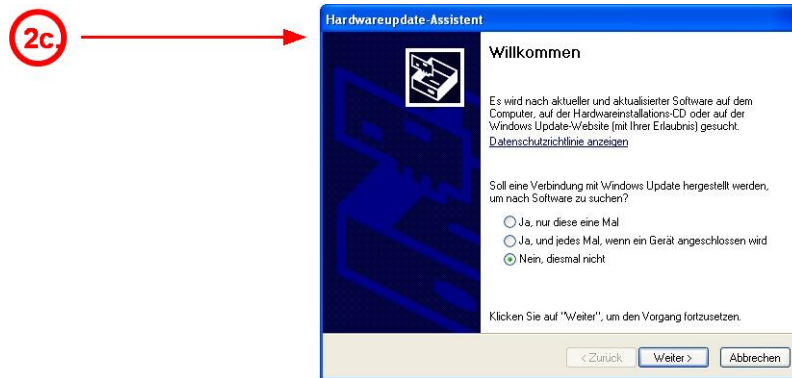 2c.
Hardwareupdate-Assistent
Willkommen
Es wird nach aktueller und aktualisierter Software auf dem
Computer, auf der Hardwareinstallations-CD oder auf der
Windows Update-Website (mit Ihrer Erlaubnis) gesucht.
Datenschutzrichtlinie anzeigen
Soll eine Verbindung mit Windows Update hergestellt werden,
um nach Software zu suchen?
Ja, nur diese eine Mal
Ja, und jedes Mal, wenn ein Gerät angeschlossen wird
Nein, diesmal nicht
Klicken Sie auf "Weiter", um den Vorgang fortzusetzen.
< Zurück Weiter > Abbrechen